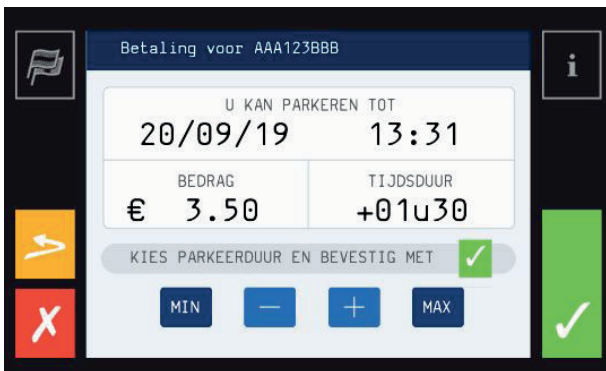 Betaling voor AAA123BBB
i
U KAN PARKEREN TOT
20/09/19 13:31
BEDRAG TIJDSDUUR
€ 3.50 +01u30
KIES PARKEERDUUR EN BEVESTIG MET ✓
MIN − + MAX